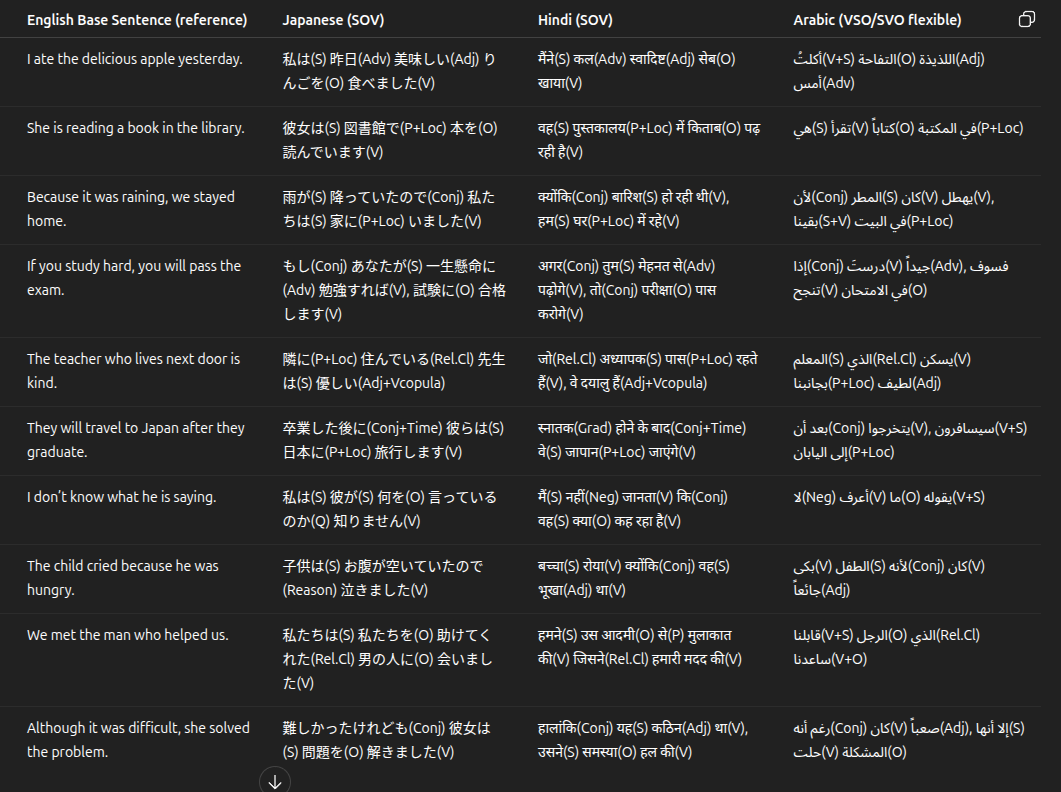 English Base Sentence (reference)
Japanese (SOV)
Hindi (SOV)
Arabic (VSO/SVO flexible)
I ate the delicious apple yesterday.
私は(S) 昨日(Adv) 美味しい(Adj) り
んごを(O) 食べました(V)
मैंने(S) कल(Adv) स्वादिष्ट(Adj) सेब(O)
खाया(V)
أكلتُ(V+S) التفاحة(O) اللذيذة(Adj)
أمس(Adv)
She is reading a book in the library.
彼女は(S) 図書館で(P+Loc) 本を(O)
読んでいます(V)
वह(S) पुस्तकालय(P+Loc) में किताब(O) पढ़
रही है(V)
هي(S) تقرأ(V) كتاباً(O) في المكتبة(P+Loc)
Because it was raining, we stayed
home.
雨が(S) 降っていたので(Conj) 私た
ちは(S) 家に(P+Loc) いました(V)
क्योंकि(Conj) बारिश(S) हो रही थी(V),
हम(S) घर(P+Loc) में रहे(V)
لأن(Conj) المطر(S) كان(V) يهطل(V),
بقينا(S+V) في البيت(P+Loc)
If you study hard, you will pass the
exam.
もし(Conj) あなたが(S) 一生懸命に
(Adv) 勉強すれば(V), 試験に(O) 合格
します(V)
अगर(Conj) तुम(S) मेहनत से(Adv)
पढ़ोगे(V), तो(Conj) परीक्षा(O) पास
करोगे(V)
إذا(Conj) درستَ(V) جيداً(Adv), فسوف
تنجح(V) في الامتحان(O)
The teacher who lives next door is
kind.
隣に(P+Loc) 住んでいる(Rel.Cl) 先生
は(S) 優しい(Adj+Vcopula)
जो(Rel.Cl) अध्यापक(S) पास(P+Loc) रहते
हैं(V), वे दयालु हैं(Adj+Vcopula)
المعلم(S) الذي(Rel.Cl) يسكن(V)
بجانبنا(P+Loc) لطيف(Adj)
They will travel to Japan after they
graduate.
卒業した後に(Conj+Time) 彼らは(S)
日本に(P+Loc) 旅行します(V)
स्नातक(Grad) होने के बाद(Conj+Time)
वे(S) जापान(P+Loc) जाएंगे(V)
بعد أن(Conj) يتخرجوا(V), سيسافرون(V+S)
إلى اليابان(P+Loc)
I don't know what he is saying.
私は(S) 彼が(S) 何を(O) 言っている
のか(Q) 知りません(V)
मैं(S) नहीं(Neg) जानता(V) कि(Conj)
वह(S) क्या(O) कह रहा है(V)
لا(Neg) أعرف(V) ما(O) يقوله(V+S)
The child cried because he was
hungry.
子供は(S) お腹が空いていたので
(Reason) 泣きました(V)
बच्चा(S) रोया(V) क्योंकि(Conj) वह(S)
भूखा(Adj) था(V)
بكى(V) الطفل(S) لأنه(Conj) كان(V)
جائعاً(Adj)
We met the man who helped us.
私たちは(S) 私たちを(O) 助けてく
れた(Rel.Cl) 男の人に(O) 会いまし
た(V)
हमने(S) उस आदमी(O) से(P) मुलाकात
की(V) जिसने(Rel.Cl) हमारी मदद की(V)
قابلنا(V+S) الرجل(O) الذي(Rel.Cl)
ساعدنا(V+O)
Although it was difficult, she solved
the problem.
難しかったけれども(Conj) 彼女は
(S) 問題を(O) 解きました(V)
हालांकि(Conj) यह(S) कठिन(Adj) था(V),
उसने(S) समस्या(O) हल की(V)
رغم أنه(Conj) كان(V) صعباً(Adj), إلا أنها(S)
حلت(V) المشكلة(O)